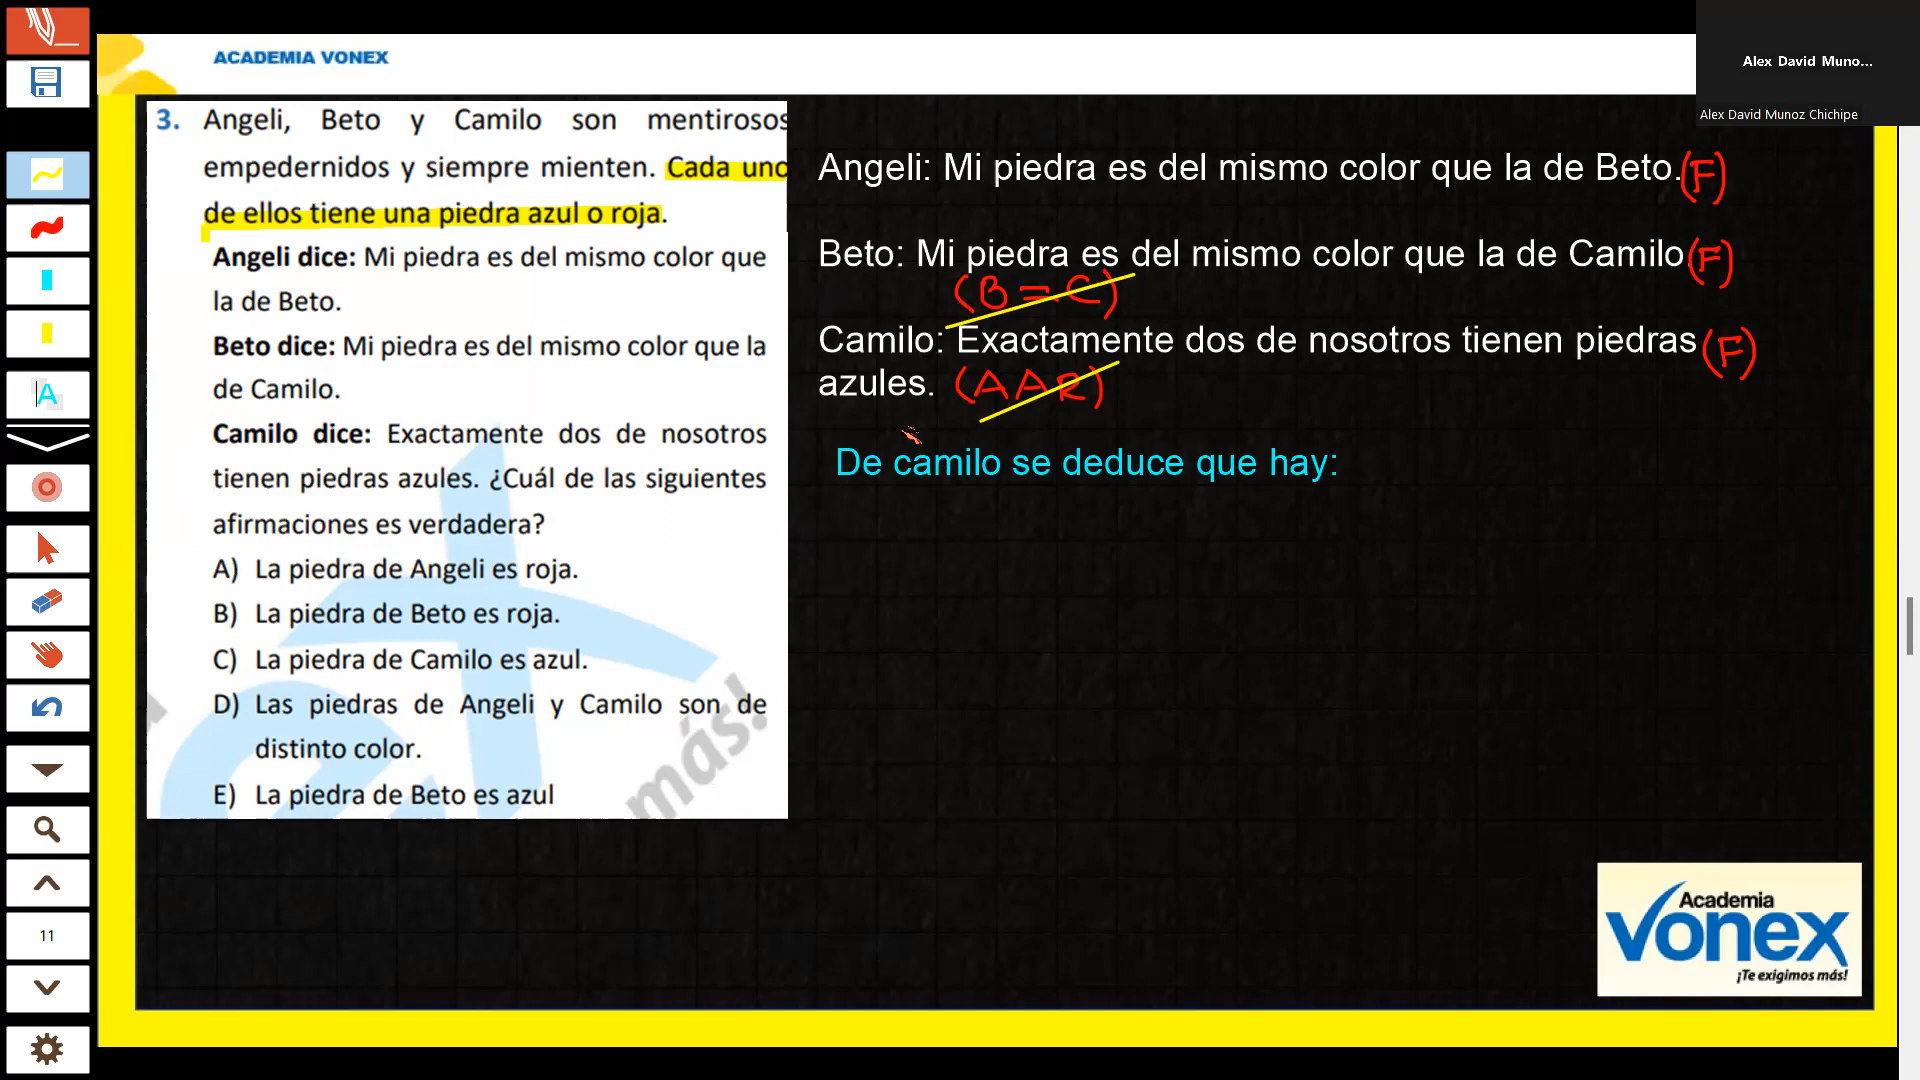 Alex David Muno...
Alex David Munoz Chichipe
ACADEMIA VONEX
3. Angeli, Beto y Camilo son mentirosos
empedernidos y siempre mienten. Cada uno
de ellos tiene una piedra azul o roja.
Angeli dice: Mi piedra es del mismo color que
la de Beto.
Beto dice: Mi piedra es del mismo color que la
de Camilo.
Camilo dice: Exactamente dos de nosotros
tienen piedras azules. ¿Cuál de las siguientes
afirmaciones es verdadera?
A) La piedra de Angeli es roja.
B) La piedra de Beto es roja.
C) La piedra de Camilo es azul.
D) Las piedras de Angeli y Camilo son de
distinto color.
E) La piedra de Beto es azul
más!
Angeli: Mi piedra es del mismo color que la de Beto. (F)
Beto: Mi piedra es del mismo color que la de Camilo (F)
(B = C)
Camilo: Exactamente dos de nosotros tienen piedras (F)
azules. (A A R)
De camilo se deduce que hay:
A
11
Academia
Vonex
¡Te exigimos más!